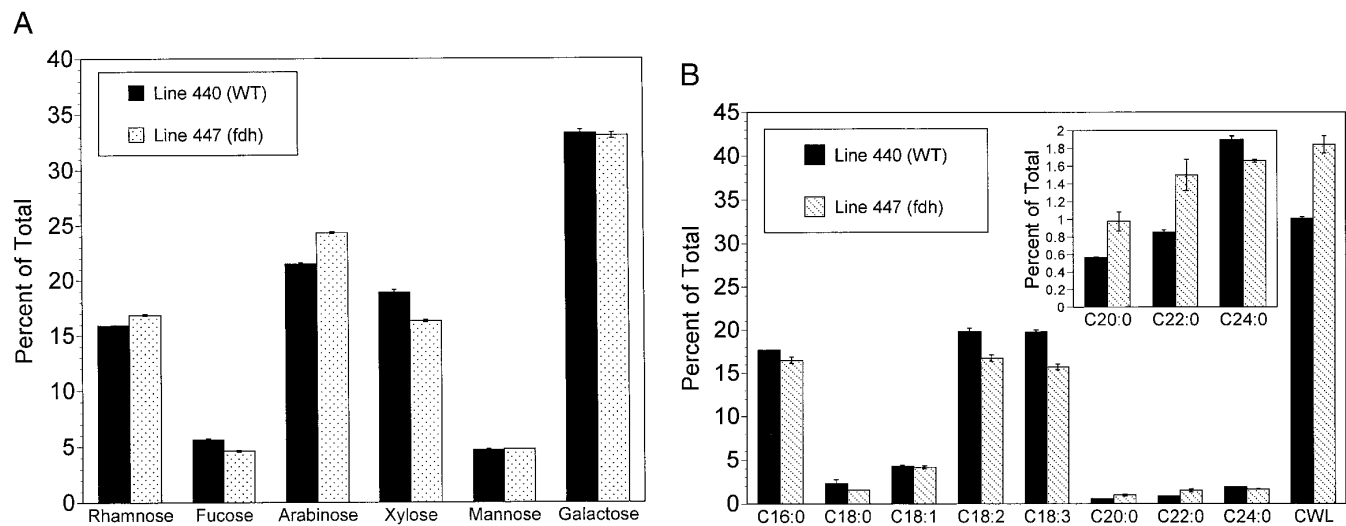 A
Percent of Total
40
35
30
25
20
15
10
5
0
Line 440 (WT)
Line 447 (fdh)
Rhamnose Fucose Arabinose Xylose Mannose Galactose
B
Percent of Total
45
40
35
30
25
20
15
10
5
0
Line 440 (WT)
Line 447 (fdh)
Percent of Total
2
1.8
1.6
1.4
1.2
1
0.8
0.6
0.4
0.2
0
C20:0 C22:0 C24:0
C16:0 C18:0 C18:1 C18:2 C18:3 C20:0 C22:0 C24:0 CWL